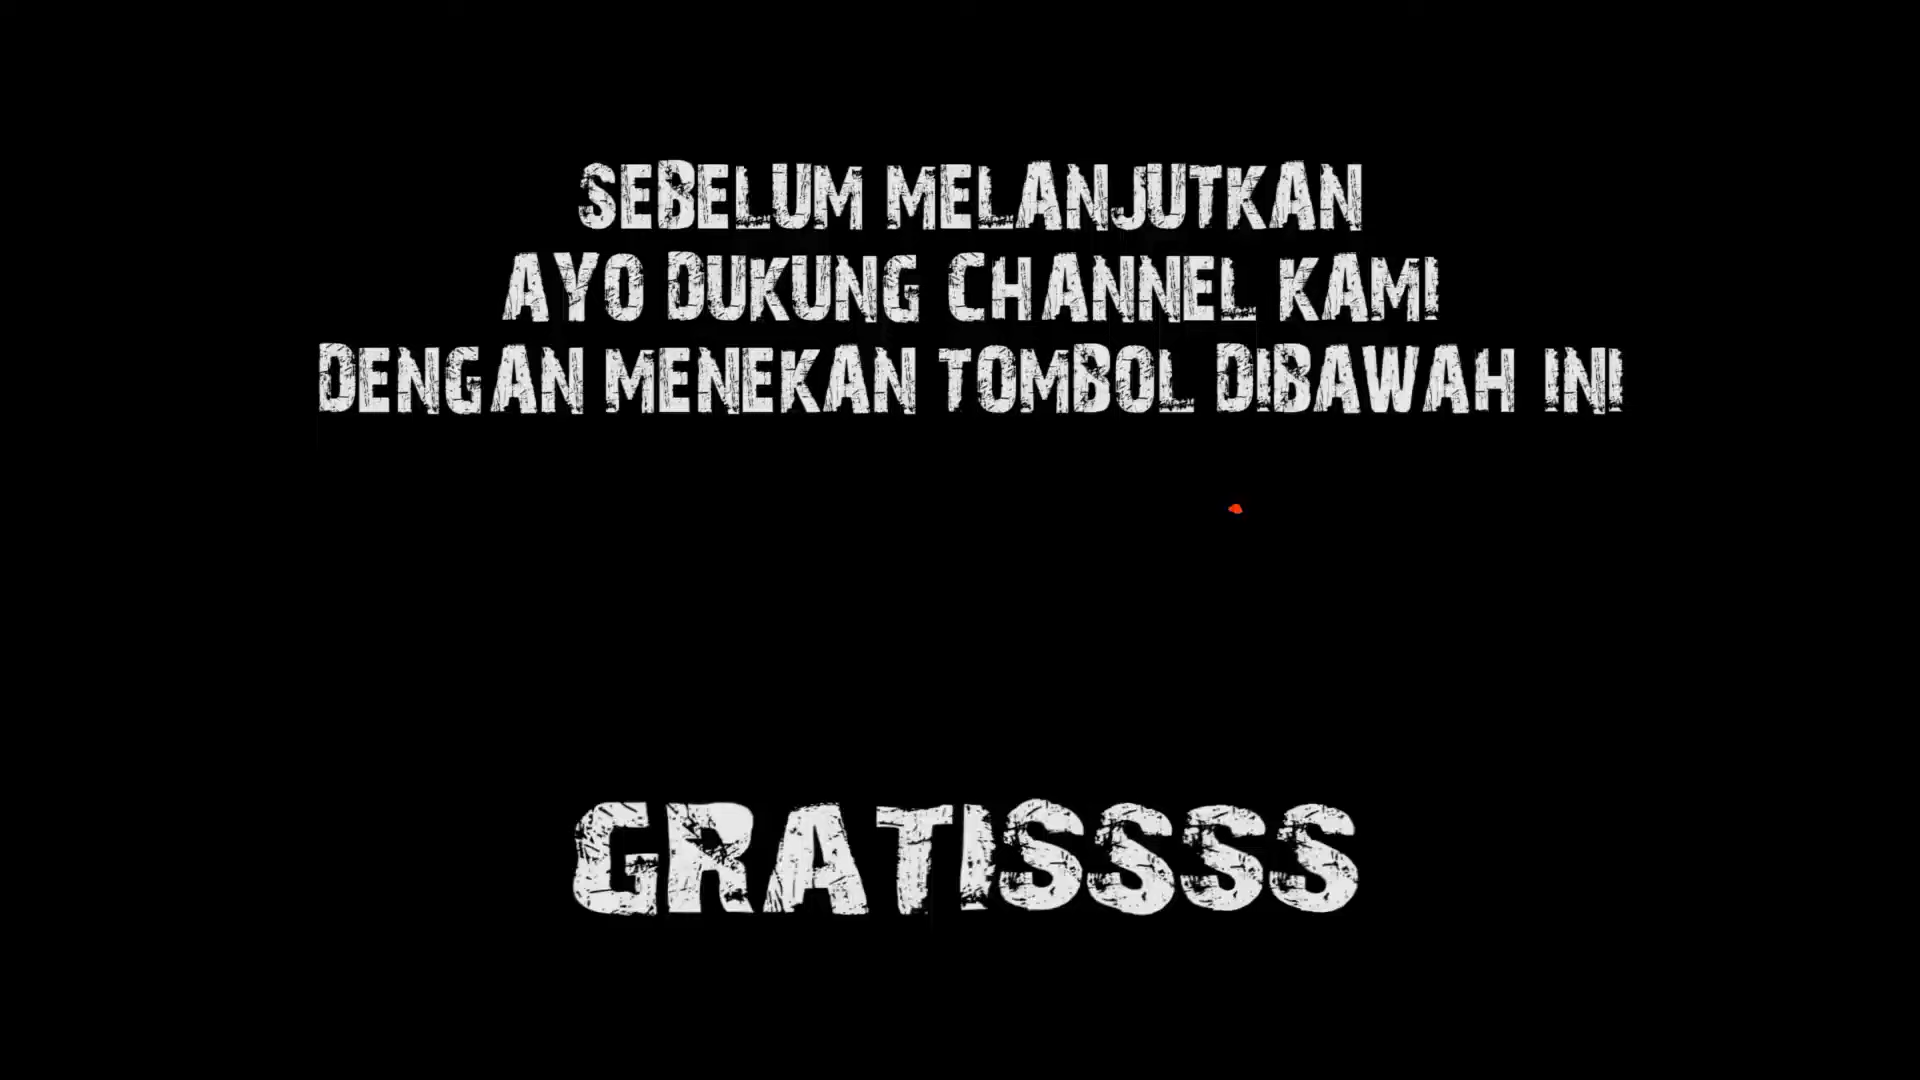 SEBELUM MELANJUTKAN
AYO DUKUNG CHANNEL KAMI
DENGAN MENEKAN TOMBOL DIBAWAH INI
GRATISSSS